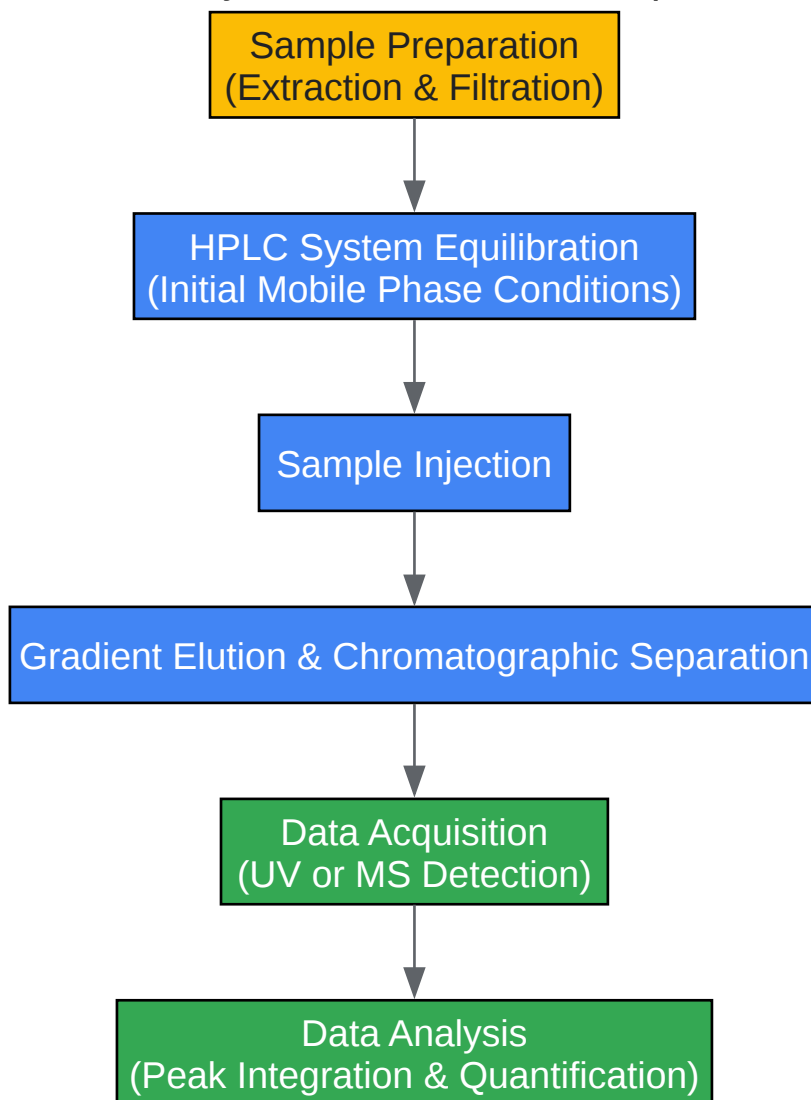 Sample Preparation
(Extraction & Filtration)
HPLC System Equilibration
(Initial Mobile Phase Conditions)
Sample Injection
Gradient Elution & Chromatographic Separation
Data Acquisition
(UV or MS Detection)
Data Analysis
(Peak Integration & Quantification)